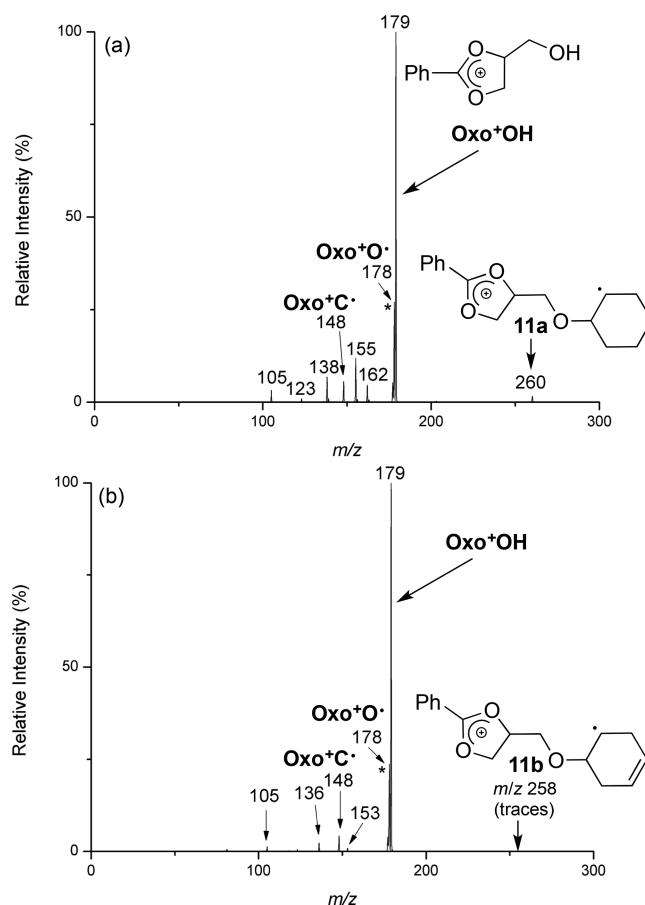 (a)
179
100
OH
O
Ph
O
Oxo⁺OH
50
Relative Intensity (%)
Oxo⁺O·
178
*
Ph
O
O
O
11a
Oxo⁺C·
148
155
138
162
105
123
260
0
100
200
300
m/z
(b)
179
100
Oxo⁺OH
50
Relative Intensity (%)
Oxo⁺O·
178
*
Ph
O
O
O
11b
m/z 258
(traces)
Oxo⁺C·
148
136
105
153
0
0
100
200
300
m/z